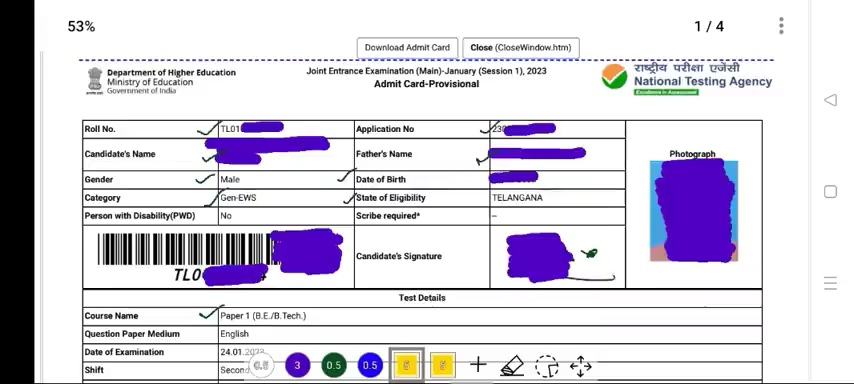 53%
1 / 4
Download Admit Card
Close (CloseWindow.htm)
Department of Higher Education
Ministry of Education
Government of India
Joint Entrance Examination (Main)-January (Session 1), 2023
Admit Card-Provisional
राष्ट्रीय परीक्षा एजेंसी
National Testing Agency
Excellence in Assessment
Roll No. TL01 Application No 230
Candidate's Name Father's Name Photograph
Gender Male Date of Birth
Category Gen-EWS State of Eligibility TELANGANA
Person with Disability(PWD) No Scribe required* --
TL0 Candidate's Signature
Test Details
Course Name Paper 1 (B.E./B.Tech.)
Question Paper Medium English
Date of Examination 24.01.2023
Shift Second
0.5 3 0.5 0.5